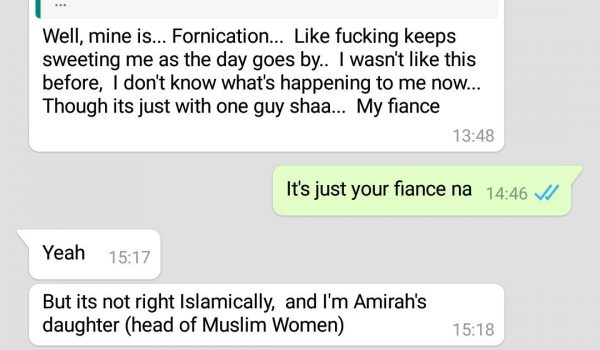 ...
Well, mine is... Fornication... Like fucking keeps
sweeting me as the day goes by.. I wasn't like this
before, I don't know what's happening to me now...
Though its just with one guy shaa... My fiance
13:48
It's just your fiance na 14:46
Yeah 15:17
But its not right Islamically, and I'm Amirah's
daughter (head of Muslim Women) 15:18